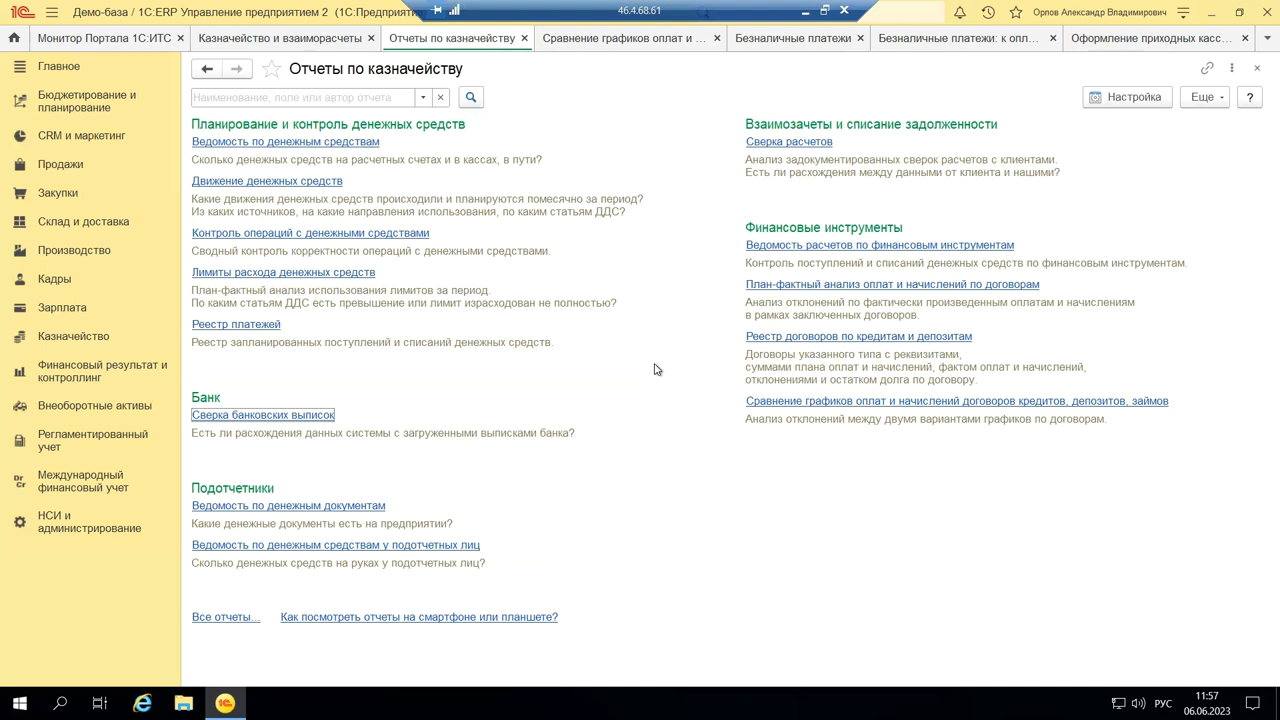 Демо-база / 1С:ERP Управление предприятием 2 (1С:Предприяти
46.4.68.61
Орлов Александр Владимирович
Монитор Портала 1С:ИТС
Казначейство и взаиморасчеты
Отчеты по казначейству
Сравнение графиков оплат и ...
Безналичные платежи
Безналичные платежи: к опл...
Оформление приходных касс...
Главное
Бюджетирование и
планирование
CRM и маркетинг
Продажи
Закупки
Склад и доставка
Производство
Кадры
Зарплата
Казначейство
Финансовый результат и
контроллинг
Внеоборотные активы
Регламентированный
учет
Международный
финансовый учет
НСИ и
администрирование
Отчеты по казначейству
Наименование, поле или автор отчета
Настройка
Еще
?
Планирование и контроль денежных средств
Ведомость по денежным средствам
Сколько денежных средств на расчетных счетах и в кассах, в пути?
Движение денежных средств
Какие движения денежных средств происходили и планируются помесячно за период?
Из каких источников, на какие направления использования, по каким статьям ДДС?
Контроль операций с денежными средствами
Сводный контроль корректности операций с денежными средствами.
Лимиты расхода денежных средств
План-фактный анализ использования лимитов за период.
По каким статьям ДДС есть превышение или лимит израсходован не полностью?
Реестр платежей
Реестр запланированных поступлений и списаний денежных средств.
Банк
Сверка банковских выписок
Есть ли расхождения данных системы с загруженными выписками банка?
Подотчетники
Ведомость по денежным документам
Какие денежные документы есть на предприятии?
Ведомость по денежным средствам у подотчетных лиц
Сколько денежных средств на руках у подотчетных лиц?
Все отчеты...
Как посмотреть отчеты на смартфоне или планшете?
Взаимозачеты и списание задолженности
Сверка расчетов
Анализ задокументированных сверок расчетов с клиентами.
Есть ли расхождения между данными от клиента и нашими?
Финансовые инструменты
Ведомость расчетов по финансовым инструментам
Контроль поступлений и списаний денежных средств по финансовым инструментам.
План-фактный анализ оплат и начислений по договорам
Анализ отклонений по фактически произведенным оплатам и начислениям
в рамках заключенных договоров.
Реестр договоров по кредитам и депозитам
Договоры указанного типа с реквизитами,
суммами плана оплат и начислений, фактом оплат и начислений,
отклонениями и остатком долга по договору.
Сравнение графиков оплат и начислений договоров кредитов, депозитов, займов
Анализ отклонений между двумя вариантами графиков по договорам.
РУС
11:57
06.06.2023